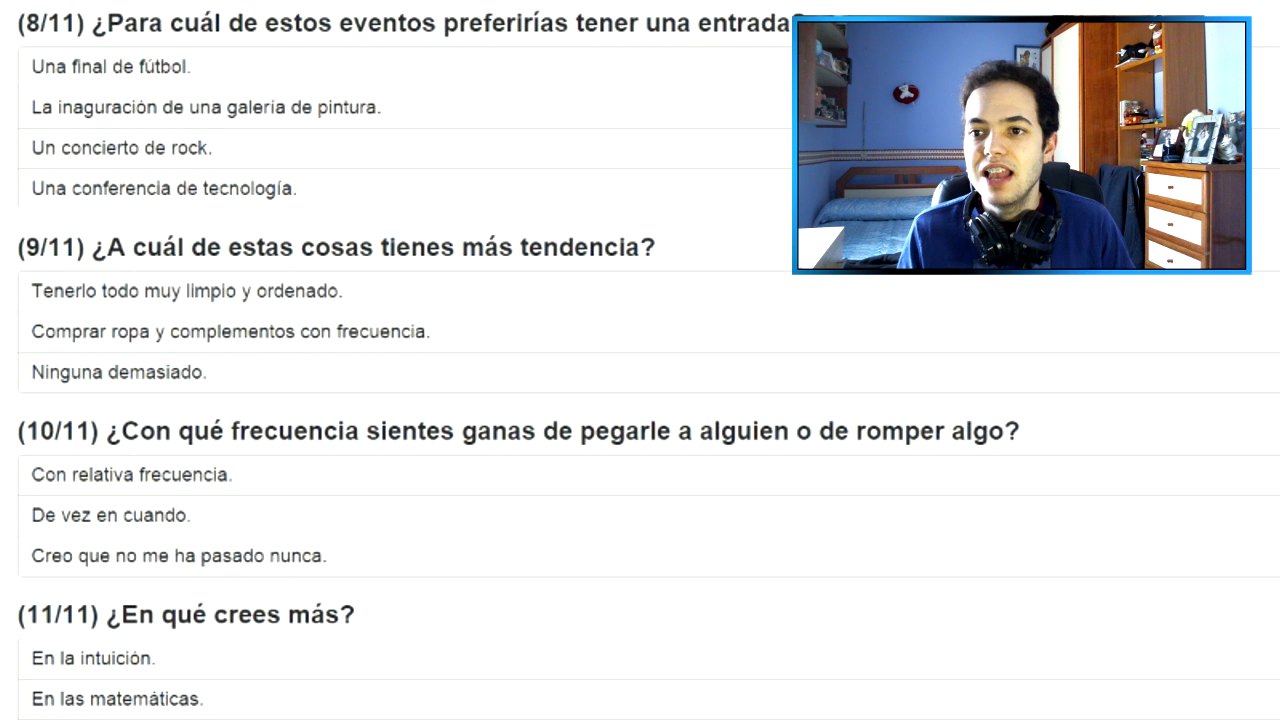 (8/11) ¿Para cuál de estos eventos preferirías tener una entrada?
Una final de fútbol.
La inaguración de una galería de pintura.
Un concierto de rock.
Una conferencia de tecnología.
(9/11) ¿A cuál de estas cosas tienes más tendencia?
Tenerlo todo muy limpio y ordenado.
Comprar ropa y complementos con frecuencia.
Ninguna demasiado.
(10/11) ¿Con qué frecuencia sientes ganas de pegarle a alguien o de romper algo?
Con relativa frecuencia.
De vez en cuando.
Creo que no me ha pasado nunca.
(11/11) ¿En qué crees más?
En la intuición.
En las matemáticas.